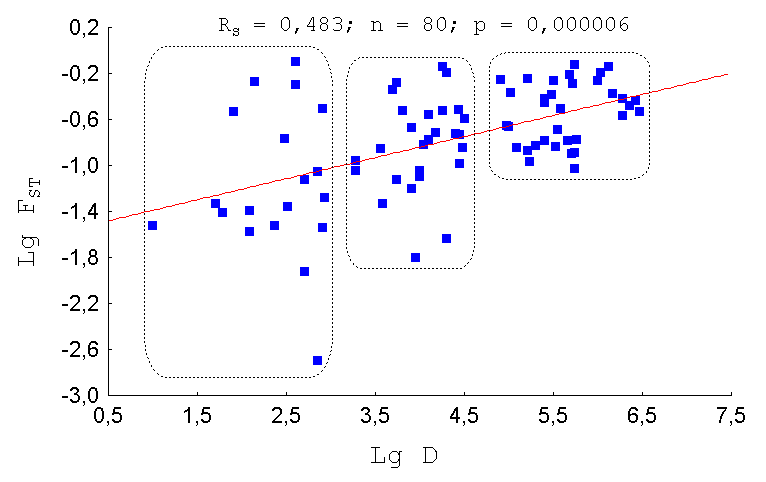 R_s = 0,483; n = 80; p = 0,000006
0,2
-0,2
-0,6
-1,0
-1,4
-1,8
-2,2
-2,6
-3,0
Lg F_ST
0,5 1,5 2,5 3,5 4,5 5,5 6,5 7,5
Lg D